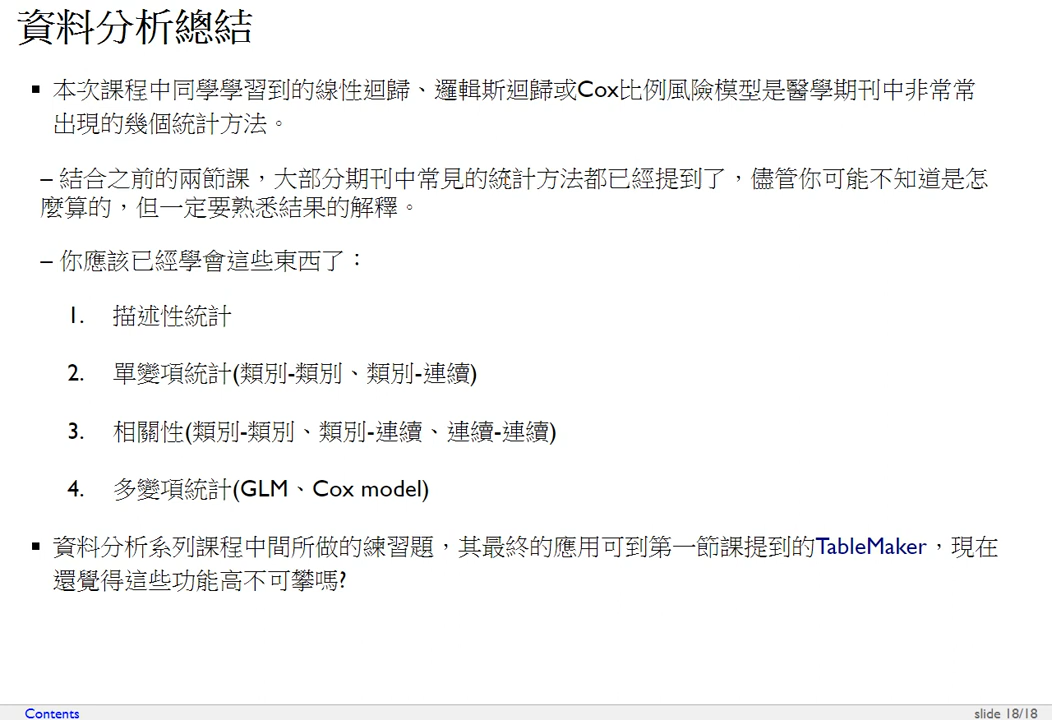 資料分析總結
▪ 本次課程中同學學習到的線性迴歸、邏輯斯迴歸或Cox比例風險模型是醫學期刊中非常常
出現的幾個統計方法。
– 結合之前的兩節課，大部分期刊中常見的統計方法都已經提到了，儘管你可能不知道是怎
麼算的，但一定要熟悉結果的解釋。
– 你應該已經學會這些東西了：
1. 描述性統計
2. 單變項統計(類別-類別、類別-連續)
3. 相關性(類別-類別、類別-連續、連續-連續)
4. 多變項統計(GLM、Cox model)
▪ 資料分析系列課程中間所做的練習題，其最終的應用可到第一節課提到的TableMaker，現在
還覺得這些功能高不可攀嗎?
Contents
slide 18/18